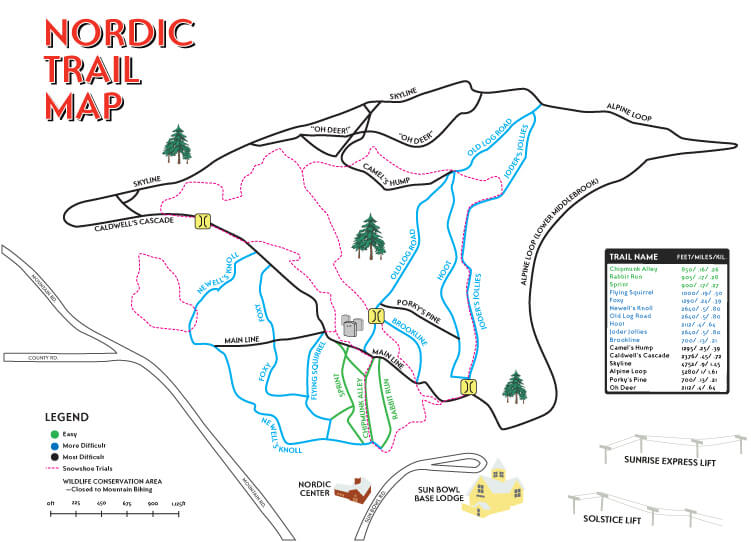 NORDIC
TRAIL
MAP
SKYLINE
ALPINE LOOP
"OH DEER!"
"OH DEER"
OLD LOG ROAD
JODER'S JOLLIES
CAMEL'S HUMP
SKYLINE
CALDWELL'S CASCADE
ALPINE LOOP (LOWER MIDDLEBROOK)
NEWELL'S KNOLL
FOXY
OLD LOG ROAD
HOOT
JODER'S JOLLIES
PORKY'S PINE
BROOKLINE
MAIN LINE
MAIN LINE
FOXY
FLYING SQUIRREL
SPRINT
CHIPMUNK ALLEY
RABBIT RUN
NEWELL'S
KNOLL
MOUNTAIN RD.
COUNTY RD.
MOUNTAIN RD.
SUN BOWL RD.
TRAIL NAME FEET/MILES/KIL
Chipmunk Alley 850/ .16/ .26
Rabbit Run 905/ .17/ .28
Sprint 900/ .17/ .27
Flying Squirrel 1000/ .19/ .30
Foxy 1290/ .24/ .39
Newell's Knoll 2640/ .5/ .80
Old Log Road 2640/ .5/ .80
Hoot 2112/ .4/ .64
Joder Jollies 2640/ .5/ .80
Brookline 700/ .13/ .21
Camel's Hump 1295/ .25/ .39
Caldwell's Cascade 2376/ .45/ .72
Skyline 4752/ .9/ 1.45
Alpine Loop 5280/ 1/ 1.61
Porky's Pine 700/ .13/ .21
Oh Deer 2112/ .4/ .64
LEGEND
Easy
More Difficult
Most Difficult
Snowshoe Trials
WILDLIFE CONSERVATION AREA
—Closed to Mountain Biking
0ft 225 450 675 900 1,125ft
NORDIC
CENTER
SUN BOWL
BASE LODGE
SUNRISE EXPRESS LIFT
SOLSTICE LIFT